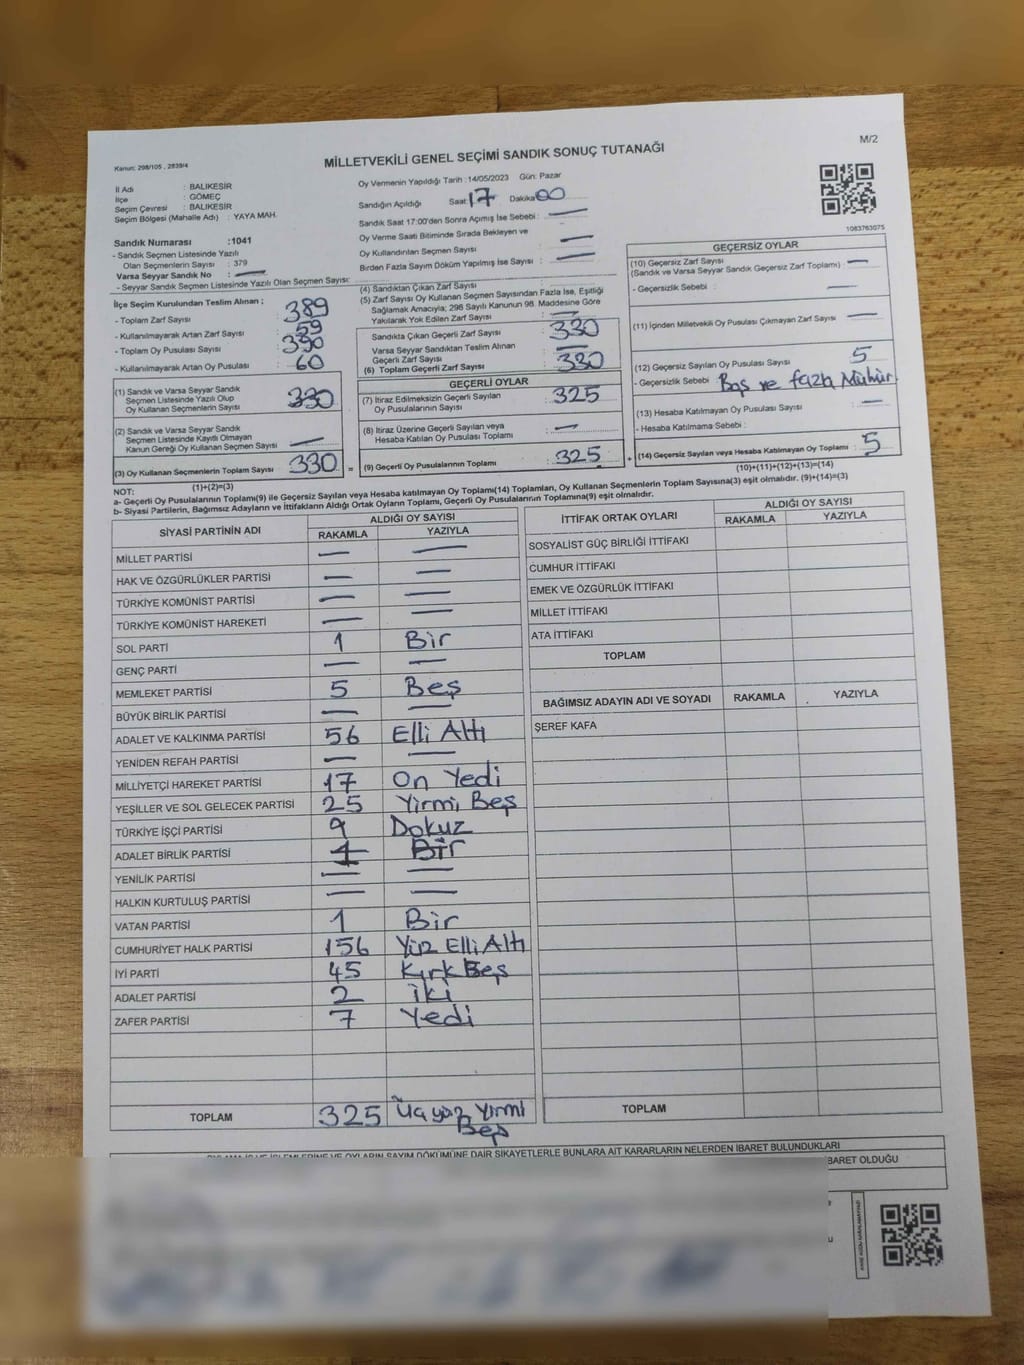 M/2
MİLLETVEKİLİ GENEL SEÇİMİ SANDIK SONUÇ TUTANAĞI
Kanun: 298/105 , 2839/4
İl Adı : BALIKESİR
İlçe : GÖMEÇ
Seçim Çevresi : BALIKESİR
Seçim Bölgesi (Mahalle Adı) : YAYA MAH.
Sandık Numarası :1041
- Sandık Seçmen Listesinde Yazılı
Olan Seçmenlerin Sayısı : 379
Varsa Seyyar Sandık No : —
- Seyyar Sandık Seçmen Listesinde Yazılı Olan Seçmen Sayısı:
Oy Vermenin Yapıldığı Tarih :14/05/2023 Gün: Pazar
Sandığın Açıldığı Saat 17 Dakika 00
Sandık Saat 17:00'den Sonra Açımış İse Sebebi : —
Oy Verme Saati Bitiminde Sırada Bekleyen ve
Oy Kullandırılan Seçmen Sayısı —
Birden Fazla Sayım Döküm Yapılmış İse Sayısı : —
1083763075
İlçe Seçim Kurulundan Teslim Alınan ;
- Toplam Zarf Sayısı : 389
- Kullanılmayarak Artan Zarf Sayısı : 59
- Toplam Oy Pusulası Sayısı : 390
- Kullanılmayarak Artan Oy Pusulası : 60
(1) Sandık ve Varsa Seyyar Sandık
Seçmen Listesinde Yazılı Olup
Oy Kullanan Seçmenlerin Sayısı 330
(2) Sandık ve Varsa Seyyar Sandık
Seçmen Listesinde Kayıtlı Olmayan
Kanun Gereği Oy Kullanan Seçmen Sayısı —
(3) Oy Kullanan Seçmenlerin Toplam Sayısı 330 =
(1)+(2)=(3)
(4) Sandıktan Çıkan Zarf Sayısı : —
(5) Zarf Sayısı Oy Kullanan Seçmen Sayısından Fazla İse, Eşitliği
Sağlamak Amacıyla; 298 Sayılı Kanunun 98. Maddesine Göre
Yakılarak Yok Edilen Zarf Sayısı : —
Sandıkta Çıkan Geçerli Zarf Sayısı : 330
Varsa Seyyar Sandıktan Teslim Alınan
Geçerli Zarf Sayısı : —
(6) Toplam Geçerli Zarf Sayısı : 330
GEÇERLİ OYLAR
(7) İtiraz Edilmeksizin Geçerli Sayılan
Oy Pusulalarının Sayısı : 325
(8) İtiraz Üzerine Geçerli Sayılan veya
Hesaba Katılan Oy Pusulası Toplamı : —
(9) Geçerli Oy Pusulalarının Toplamı : 325 +
GEÇERSİZ OYLAR
(10) Geçersiz Zarf Sayısı : —
(Sandık ve Varsa Seyyar Sandık Geçersiz Zarf Toplamı)
- Geçersizlik Sebebi : —
(11) İçinden Milletvekili Oy Pusulası Çıkmayan Zarf Sayısı : —
(12) Geçersiz Sayılan Oy Pusulası Sayısı : 5
- Geçersizlik Sebebi : Boş ve fazla Mühür
(13) Hesaba Katılmayan Oy Pusulası Sayısı : —
- Hesaba Katılmama Sebebi :
(14) Geçersiz Sayılan veya Hesaba Katılmayan Oy Toplamı : 5
(10)+(11)+(12)+(13)=(14)
NOT:
a- Geçerli Oy Pusulalarının Toplamı(9) ile Geçersiz Sayılan veya Hesaba katılmayan Oy Toplamı(14) Toplamları, Oy Kullanan Seçmenlerin Toplam Sayısına(3) eşit olmalıdır. (9)+(14)=(3)
b- Siyasi Partilerin, Bağımsız Adayların ve İttifakların Aldığı Ortak Oyların Toplamı, Geçerli Oy Pusulalarının Toplamına(9) eşit olmalıdır.
SİYASİ PARTİNİN ADI ALDIĞI OY SAYISI
RAKAMLA YAZIYLA
MİLLET PARTİSİ — —
HAK VE ÖZGÜRLÜKLER PARTİSİ — —
TÜRKİYE KOMÜNİST PARTİSİ — —
TÜRKİYE KOMÜNİST HAREKETİ — —
SOL PARTİ 1 Bir
GENÇ PARTİ — —
MEMLEKET PARTİSİ 5 Beş
BÜYÜK BİRLİK PARTİSİ — —
ADALET VE KALKINMA PARTİSİ 56 Elli Altı
YENİDEN REFAH PARTİSİ — —
MİLLİYETÇİ HAREKET PARTİSİ 17 On Yedi
YEŞİLLER VE SOL GELECEK PARTİSİ 25 Yirmi Beş
TÜRKİYE İŞÇİ PARTİSİ 9 Dokuz
ADALET BİRLİK PARTİSİ 1 Bir
YENİLİK PARTİSİ — —
HALKIN KURTULUŞ PARTİSİ — —
VATAN PARTİSİ 1 Bir
CUMHURİYET HALK PARTİSİ 156 Yüz Elli Altı
İYİ PARTİ 45 Kırk Beş
ADALET PARTİSİ 2 iki
ZAFER PARTİSİ 7 Yedi
TOPLAM 325 Üç yüz Yirmi
Beş
İTTİFAK ORTAK OYLARI ALDIĞI OY SAYISI
RAKAMLA YAZIYLA
SOSYALİST GÜÇ BİRLİĞİ İTTİFAKI
CUMHUR İTTİFAKI
EMEK VE ÖZGÜRLÜK İTTİFAKI
MİLLET İTTİFAKI
ATA İTTİFAKI
TOPLAM
BAĞIMSIZ ADAYIN ADI VE SOYADI RAKAMLA YAZIYLA
ŞEREF KAFA
TOPLAM
OYLAMA İŞ VE İŞLEMLERİNE VE OYLARIN SAYIM DÖKÜMÜNE DAİR ŞİKAYETLERLE BUNLARA AİT KARARLARIN NELERDEN İBARET BULUNDUKLARI
BARET OLDUĞU